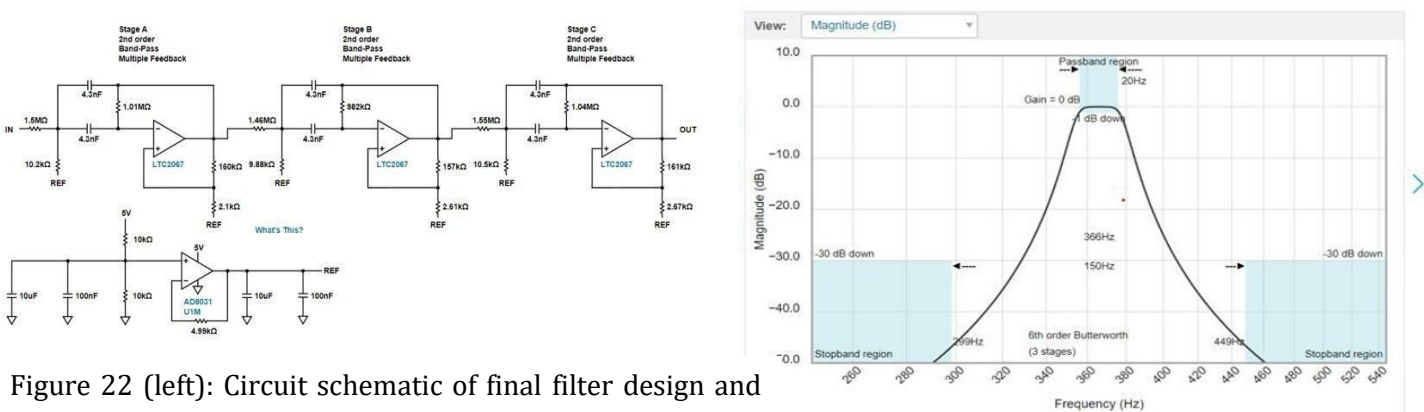 Stage A
2nd order
Band-Pass
Multiple Feedback
Stage B
2nd order
Band-Pass
Multiple Feedback
Stage C
2nd order
Band-Pass
Multiple Feedback
4.3nF
1.01MΩ
1.5MΩ
IN
4.3nF
10.2kΩ
REF
LTC2067
160kΩ
2.1kΩ
REF
4.3nF
982kΩ
1.46MΩ
4.3nF
9.88kΩ
REF
LTC2067
157kΩ
2.61kΩ
REF
4.3nF
1.04MΩ
1.55MΩ
4.3nF
10.5kΩ
REF
LTC2067
OUT
161kΩ
2.67kΩ
REF
What's This?
5V
10kΩ
5V
REF
10uF
100nF
10kΩ
AD8031
U1M
4.99kΩ
10uF
100nF
Figure 22 (left): Circuit schematic of final filter design and
View: Magnitude (dB)
10.0
0.0
−10.0
−20.0
−30.0
−40.0
−0.0
Magnitude (dB)
Passband region
20Hz
Gain = 0 dB
-1 dB down
366Hz
150Hz
-30 dB down
-30 dB down
299Hz
449Hz
6th order Butterworth
(3 stages)
Stopband region
Stopband region
260 280 300 320 340 360 380 400 420 440 460 480 500 520 540
Frequency (Hz)